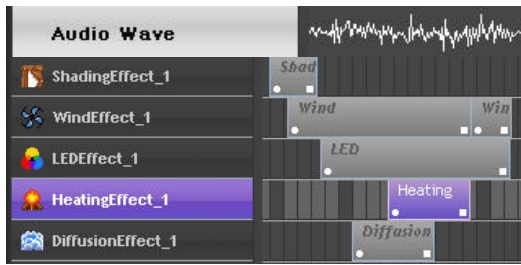 Audio Wave
ShadingEffect_1
Shad
WindEffect_1
Wind
Win
LEDEffect_1
LED
HeatingEffect_1
Heating
DiffusionEffect_1
Diffusion